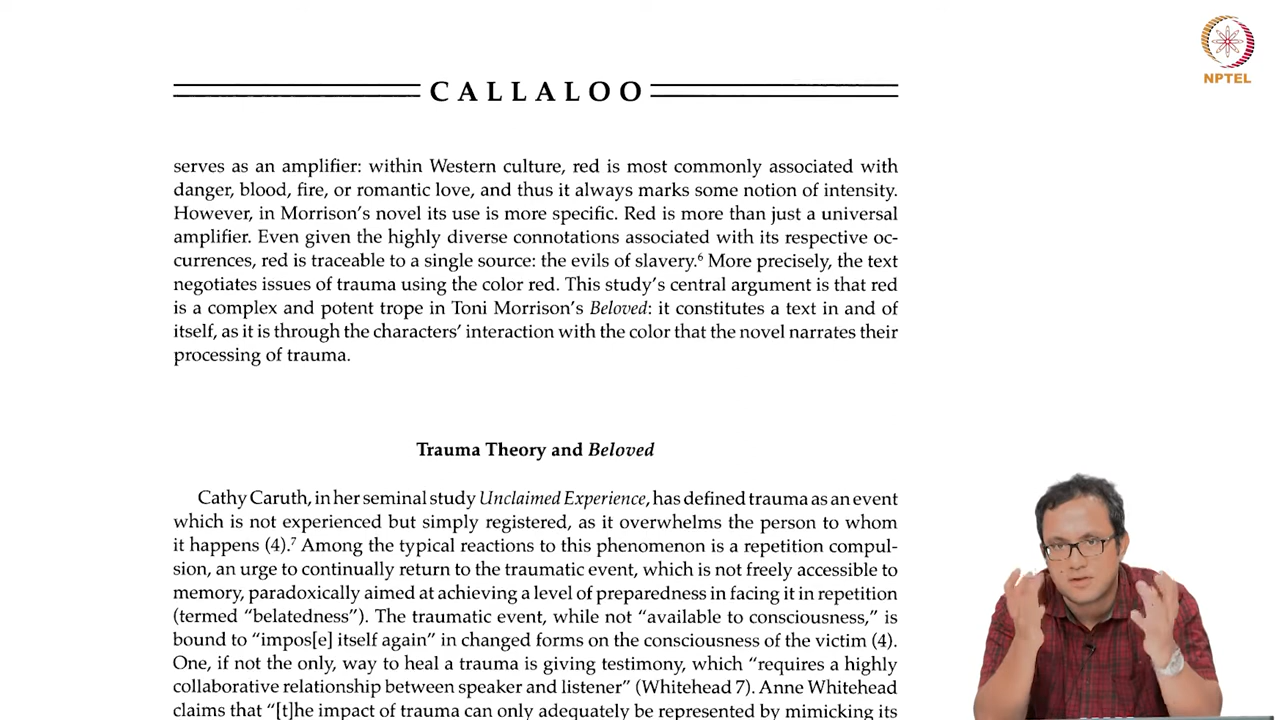 NPTEL
CALLALOO
serves as an amplifier: within Western culture, red is most commonly associated with
danger, blood, fire, or romantic love, and thus it always marks some notion of intensity.
However, in Morrison’s novel its use is more specific. Red is more than just a universal
amplifier. Even given the highly diverse connotations associated with its respective oc-
currences, red is traceable to a single source: the evils of slavery.6 More precisely, the text
negotiates issues of trauma using the color red. This study’s central argument is that red
is a complex and potent trope in Toni Morrison’s Beloved: it constitutes a text in and of
itself, as it is through the characters’ interaction with the color that the novel narrates their
processing of trauma.
Trauma Theory and Beloved
Cathy Caruth, in her seminal study Unclaimed Experience, has defined trauma as an event
which is not experienced but simply registered, as it overwhelms the person to whom
it happens (4).7 Among the typical reactions to this phenomenon is a repetition compul-
sion, an urge to continually return to the traumatic event, which is not freely accessible to
memory, paradoxically aimed at achieving a level of preparedness in facing it in repetition
(termed “belatedness”). The traumatic event, while not “available to consciousness,” is
bound to “impos[e] itself again” in changed forms on the consciousness of the victim (4).
One, if not the only, way to heal a trauma is giving testimony, which “requires a highly
collaborative relationship between speaker and listener” (Whitehead 7). Anne Whitehead
claims that “[t]he impact of trauma can only adequately be represented by mimicking its